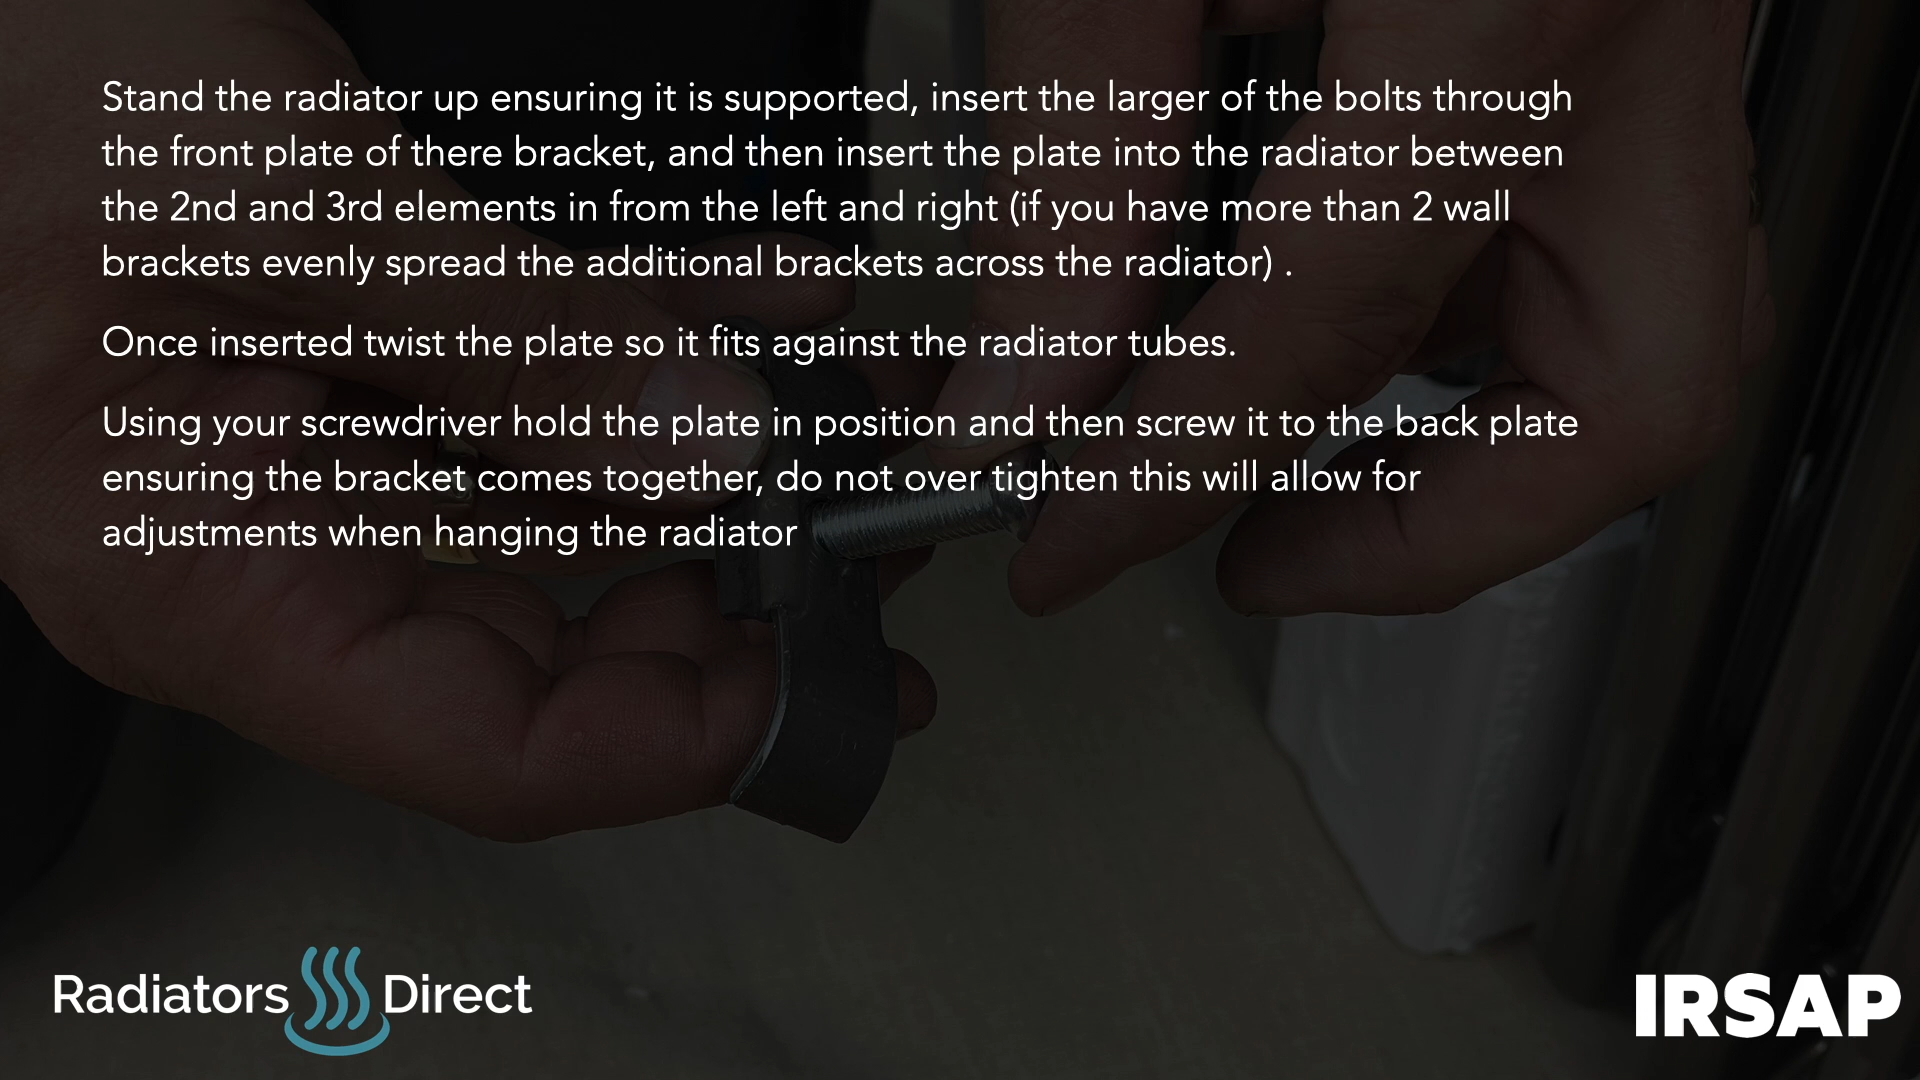 Stand the radiator up ensuring it is supported, insert the larger of the bolts through
the front plate of there bracket, and then insert the plate into the radiator between
the 2nd and 3rd elements in from the left and right (if you have more than 2 wall
brackets evenly spread the additional brackets across the radiator) .
Once inserted twist the plate so it fits against the radiator tubes.
Using your screwdriver hold the plate in position and then screw it to the back plate
ensuring the bracket comes together, do not over tighten this will allow for
adjustments when hanging the radiator
Radiators Direct
IRSAP